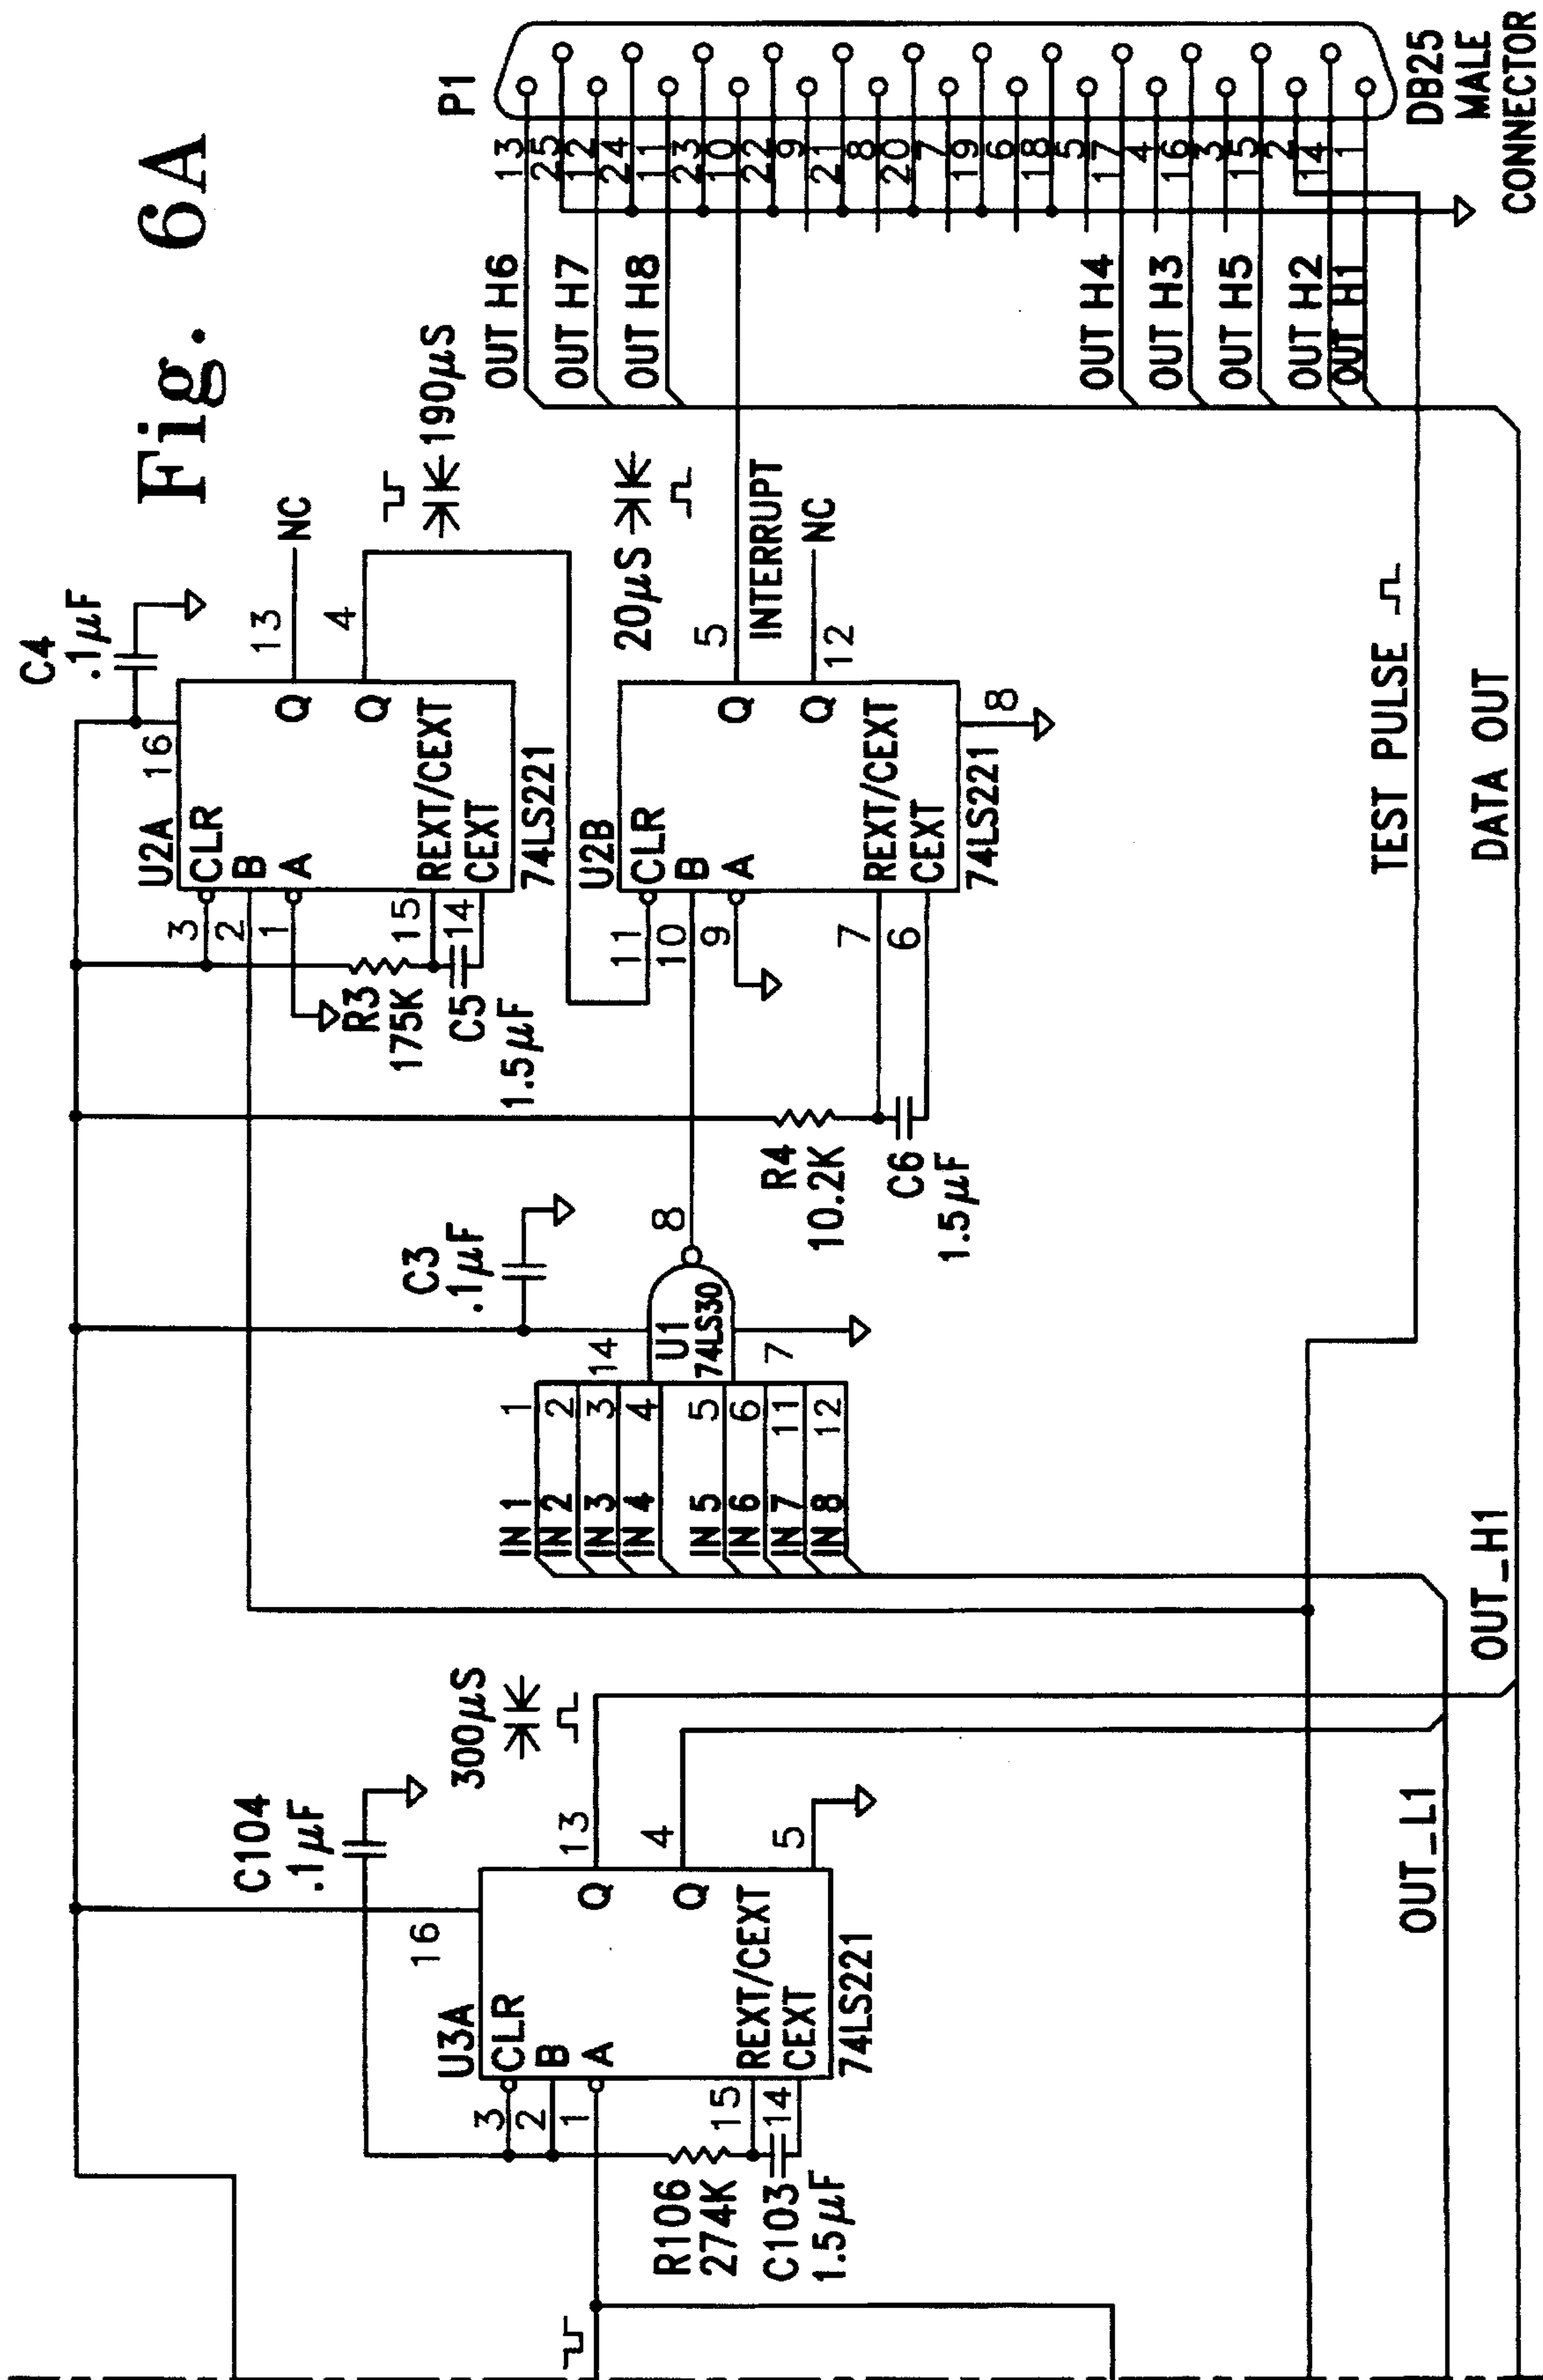 Fig. 6A
P1
13
25
12
24
11
23
10
22
9
21
8
20
7
19
6
18
5
17
4
16
3
15
2
14
1
DB25
MALE
CONNECTOR
OUT H6
OUT H7
OUT H8
OUT H4
OUT H3
OUT H5
OUT H2
OUT H1
C4
.1μF
NC
13
4
190μS
U2A
16
CLR
B
A
Q
Q
REXT/CEXT
CEXT
74LS221
3
2
1
15
14
R3
175K
C5
1.5μF
20μS
5
INTERRUPT
NC
12
U2B
CLR
B
A
Q
Q
REXT/CEXT
CEXT
74LS221
8
11
10
9
7
6
R4
10.2K
C6
1.5μF
C3
.1μF
8
14
U1
74LS30
7
1
2
3
4
5
6
11
12
IN 1
IN 2
IN 3
IN 4
IN 5
IN 6
IN 7
IN 8
TEST PULSE
DATA OUT
OUT_H1
OUT_L1
300μS
C104
.1μF
13
4
5
16
U3A
CLR
B
A
Q
Q
REXT/CEXT
CEXT
74LS221
3
2
1
15
14
R106
274K
C103
1.5μF